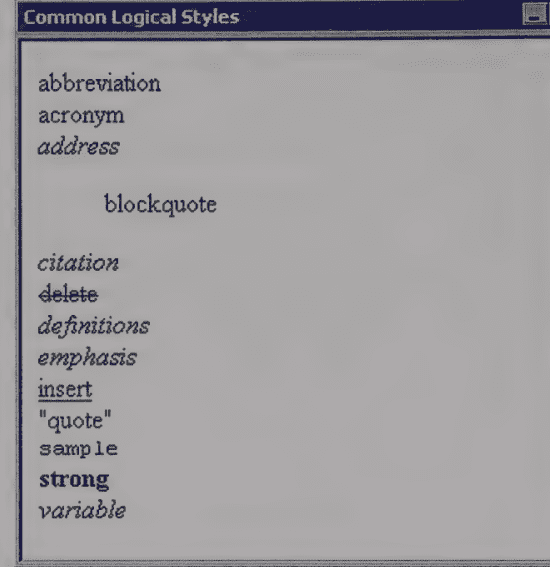 Common Logical Styles
abbreviation
acronym
address
blockquote
citation
delete
definitions
emphasis
insert
"quote"
sample
strong
variable